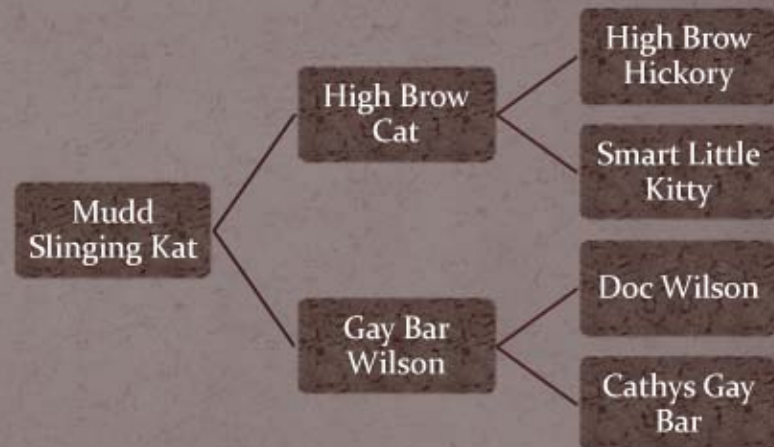 High Brow
Hickory
High Brow
Cat
Smart Little
Kitty
Mudd
Slinging Kat
Doc Wilson
Gay Bar
Wilson
Cathys Gay
Bar